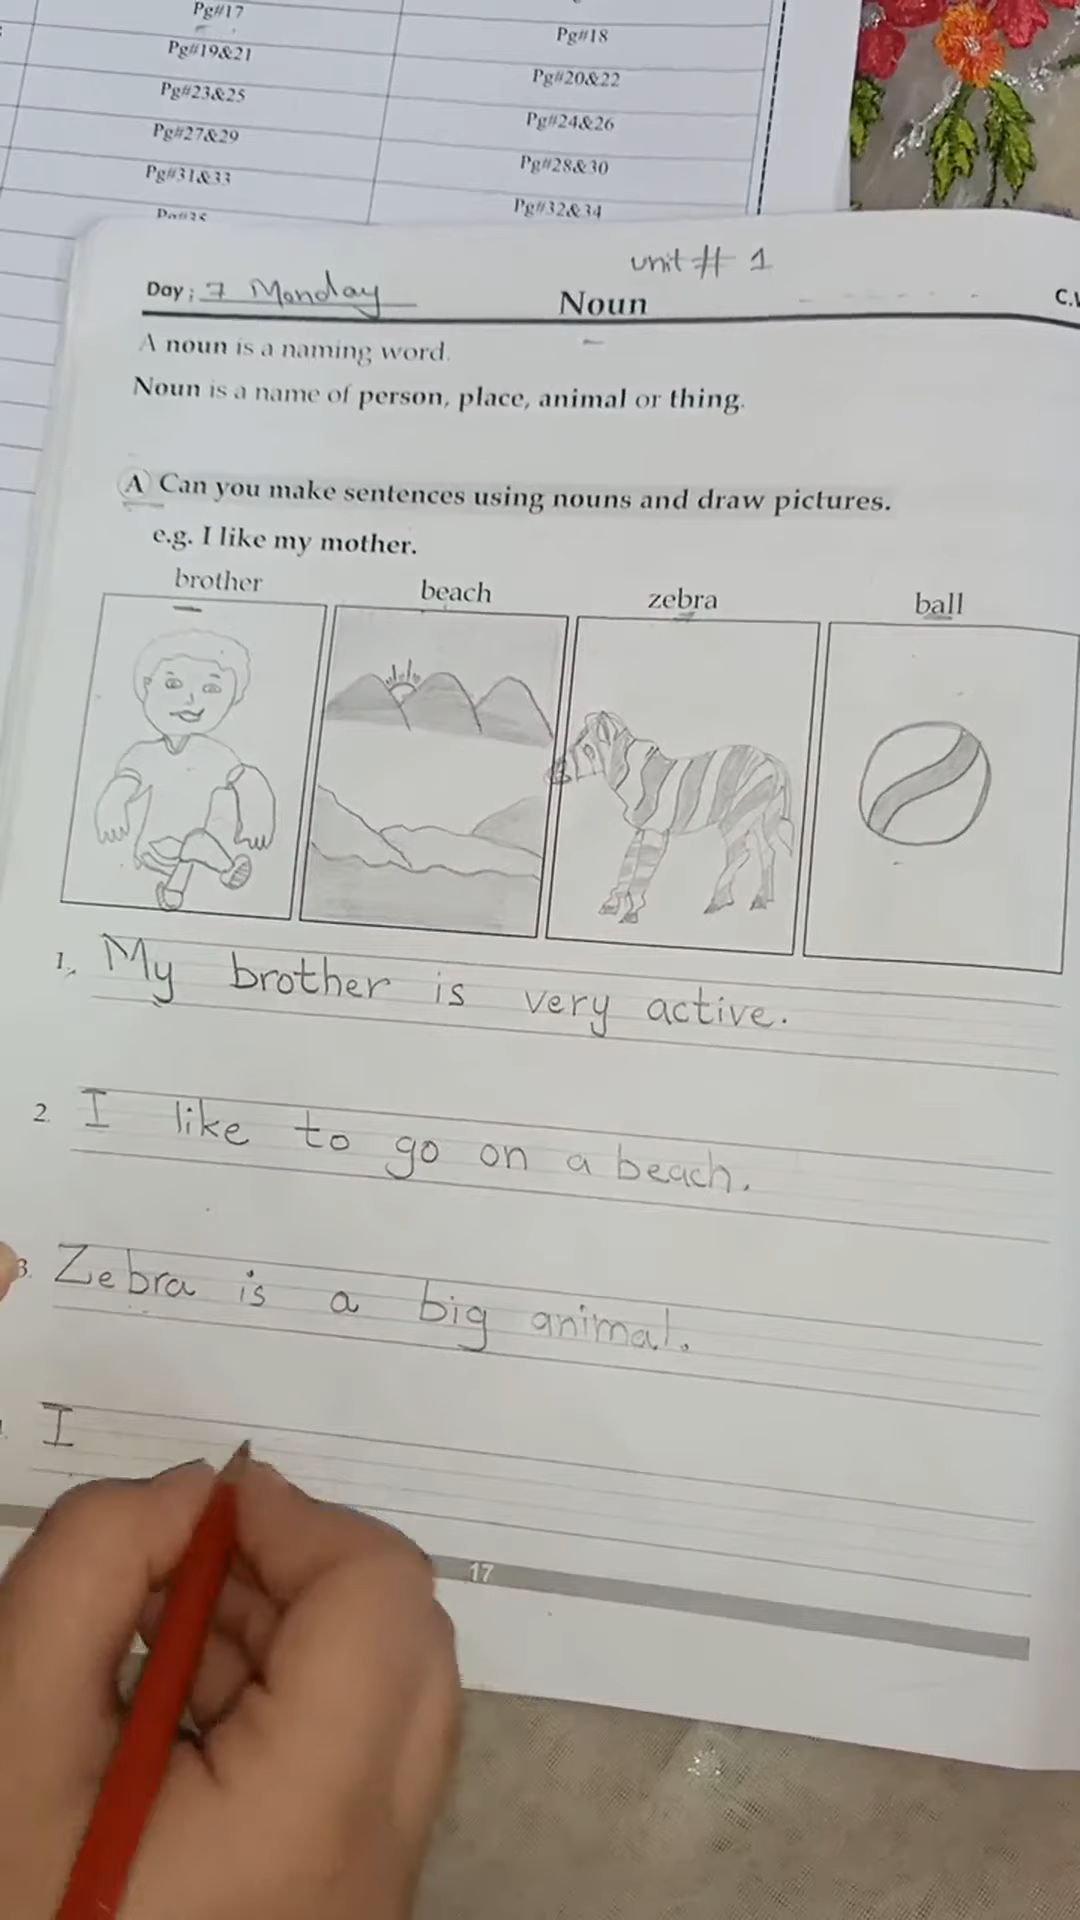 Pg#17
Pg#18
Pg#19&21
Pg#20&22
Pg#23&25
Pg#24&26
Pg#27&29
Pg#28&30
Pg#31&33
Pg#32&34
unit # 1
Day: 7 Monday
Noun
A noun is a naming word.
Noun is a name of person, place, animal or thing.
A Can you make sentences using nouns and draw pictures.
e.g. I like my mother.
brother beach zebra ball
1. My brother is very active.
2. I like to go on a beach.
3. Zebra is a big animal.
I
17